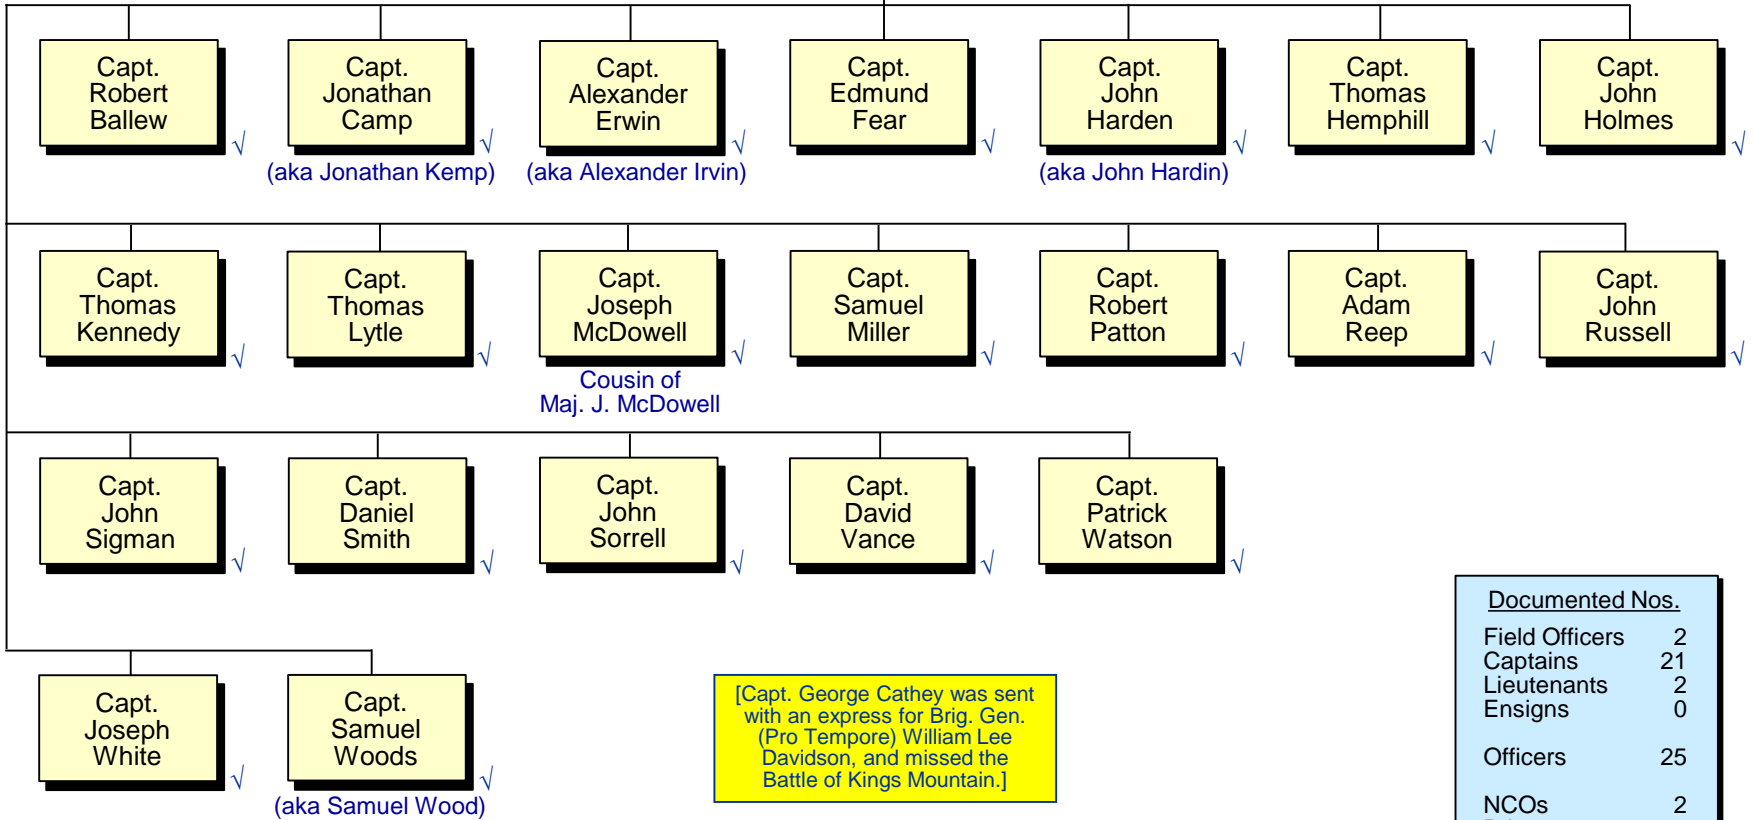 Capt.
Robert
Ballew
√
Capt.
Jonathan
Camp
√
(aka Jonathan Kemp)
Capt.
Alexander
Erwin
√
(aka Alexander Irvin)
Capt.
Edmund
Fear
√
Capt.
John
Harden
√
(aka John Hardin)
Capt.
Thomas
Hemphill
√
Capt.
John
Holmes
√
Capt.
Thomas
Kennedy
√
Capt.
Thomas
Lytle
√
Capt.
Joseph
McDowell
√
Cousin of
Maj. J. McDowell
Capt.
Samuel
Miller
√
Capt.
Robert
Patton
√
Capt.
Adam
Reep
√
Capt.
John
Russell
√
Capt.
John
Sigman
√
Capt.
Daniel
Smith
√
Capt.
John
Sorrell
√
Capt.
David
Vance
√
Capt.
Patrick
Watson
√
Capt.
Joseph
White
√
Capt.
Samuel
Woods
√
(aka Samuel Wood)
[Capt. George Cathey was sent
with an express for Brig. Gen.
(Pro Tempore) William Lee
Davidson, and missed the
Battle of Kings Mountain.]
Documented Nos.
Field Officers 2
Captains 21
Lieutenants 2
Ensigns 0
Officers 25
NCOs 2